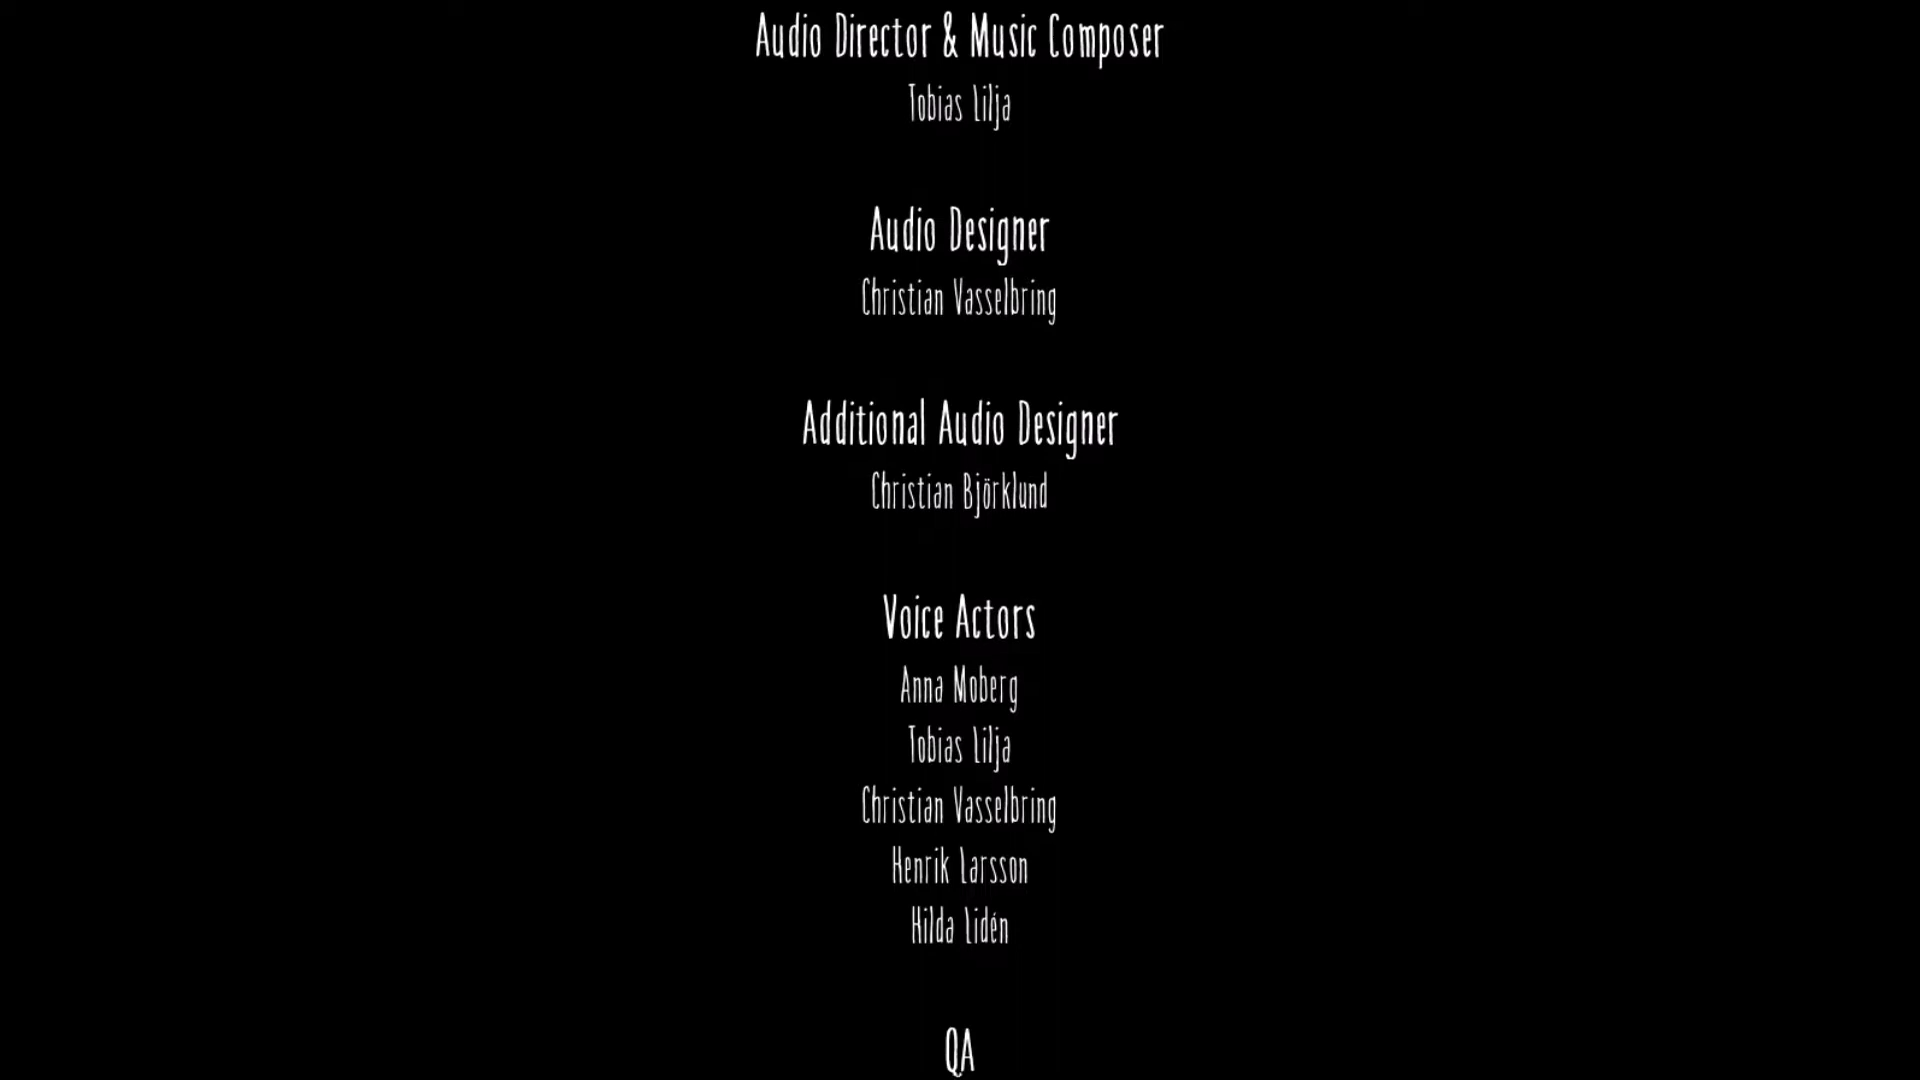 Audio Director & Music Composer
Tobias Lilja
Audio Designer
Christian Vasselbring
Additional Audio Designer
Christian Björklund
Voice Actors
Anna Moberg
Tobias Lilja
Christian Vasselbring
Henrik Larsson
Hilda Lidén
QA